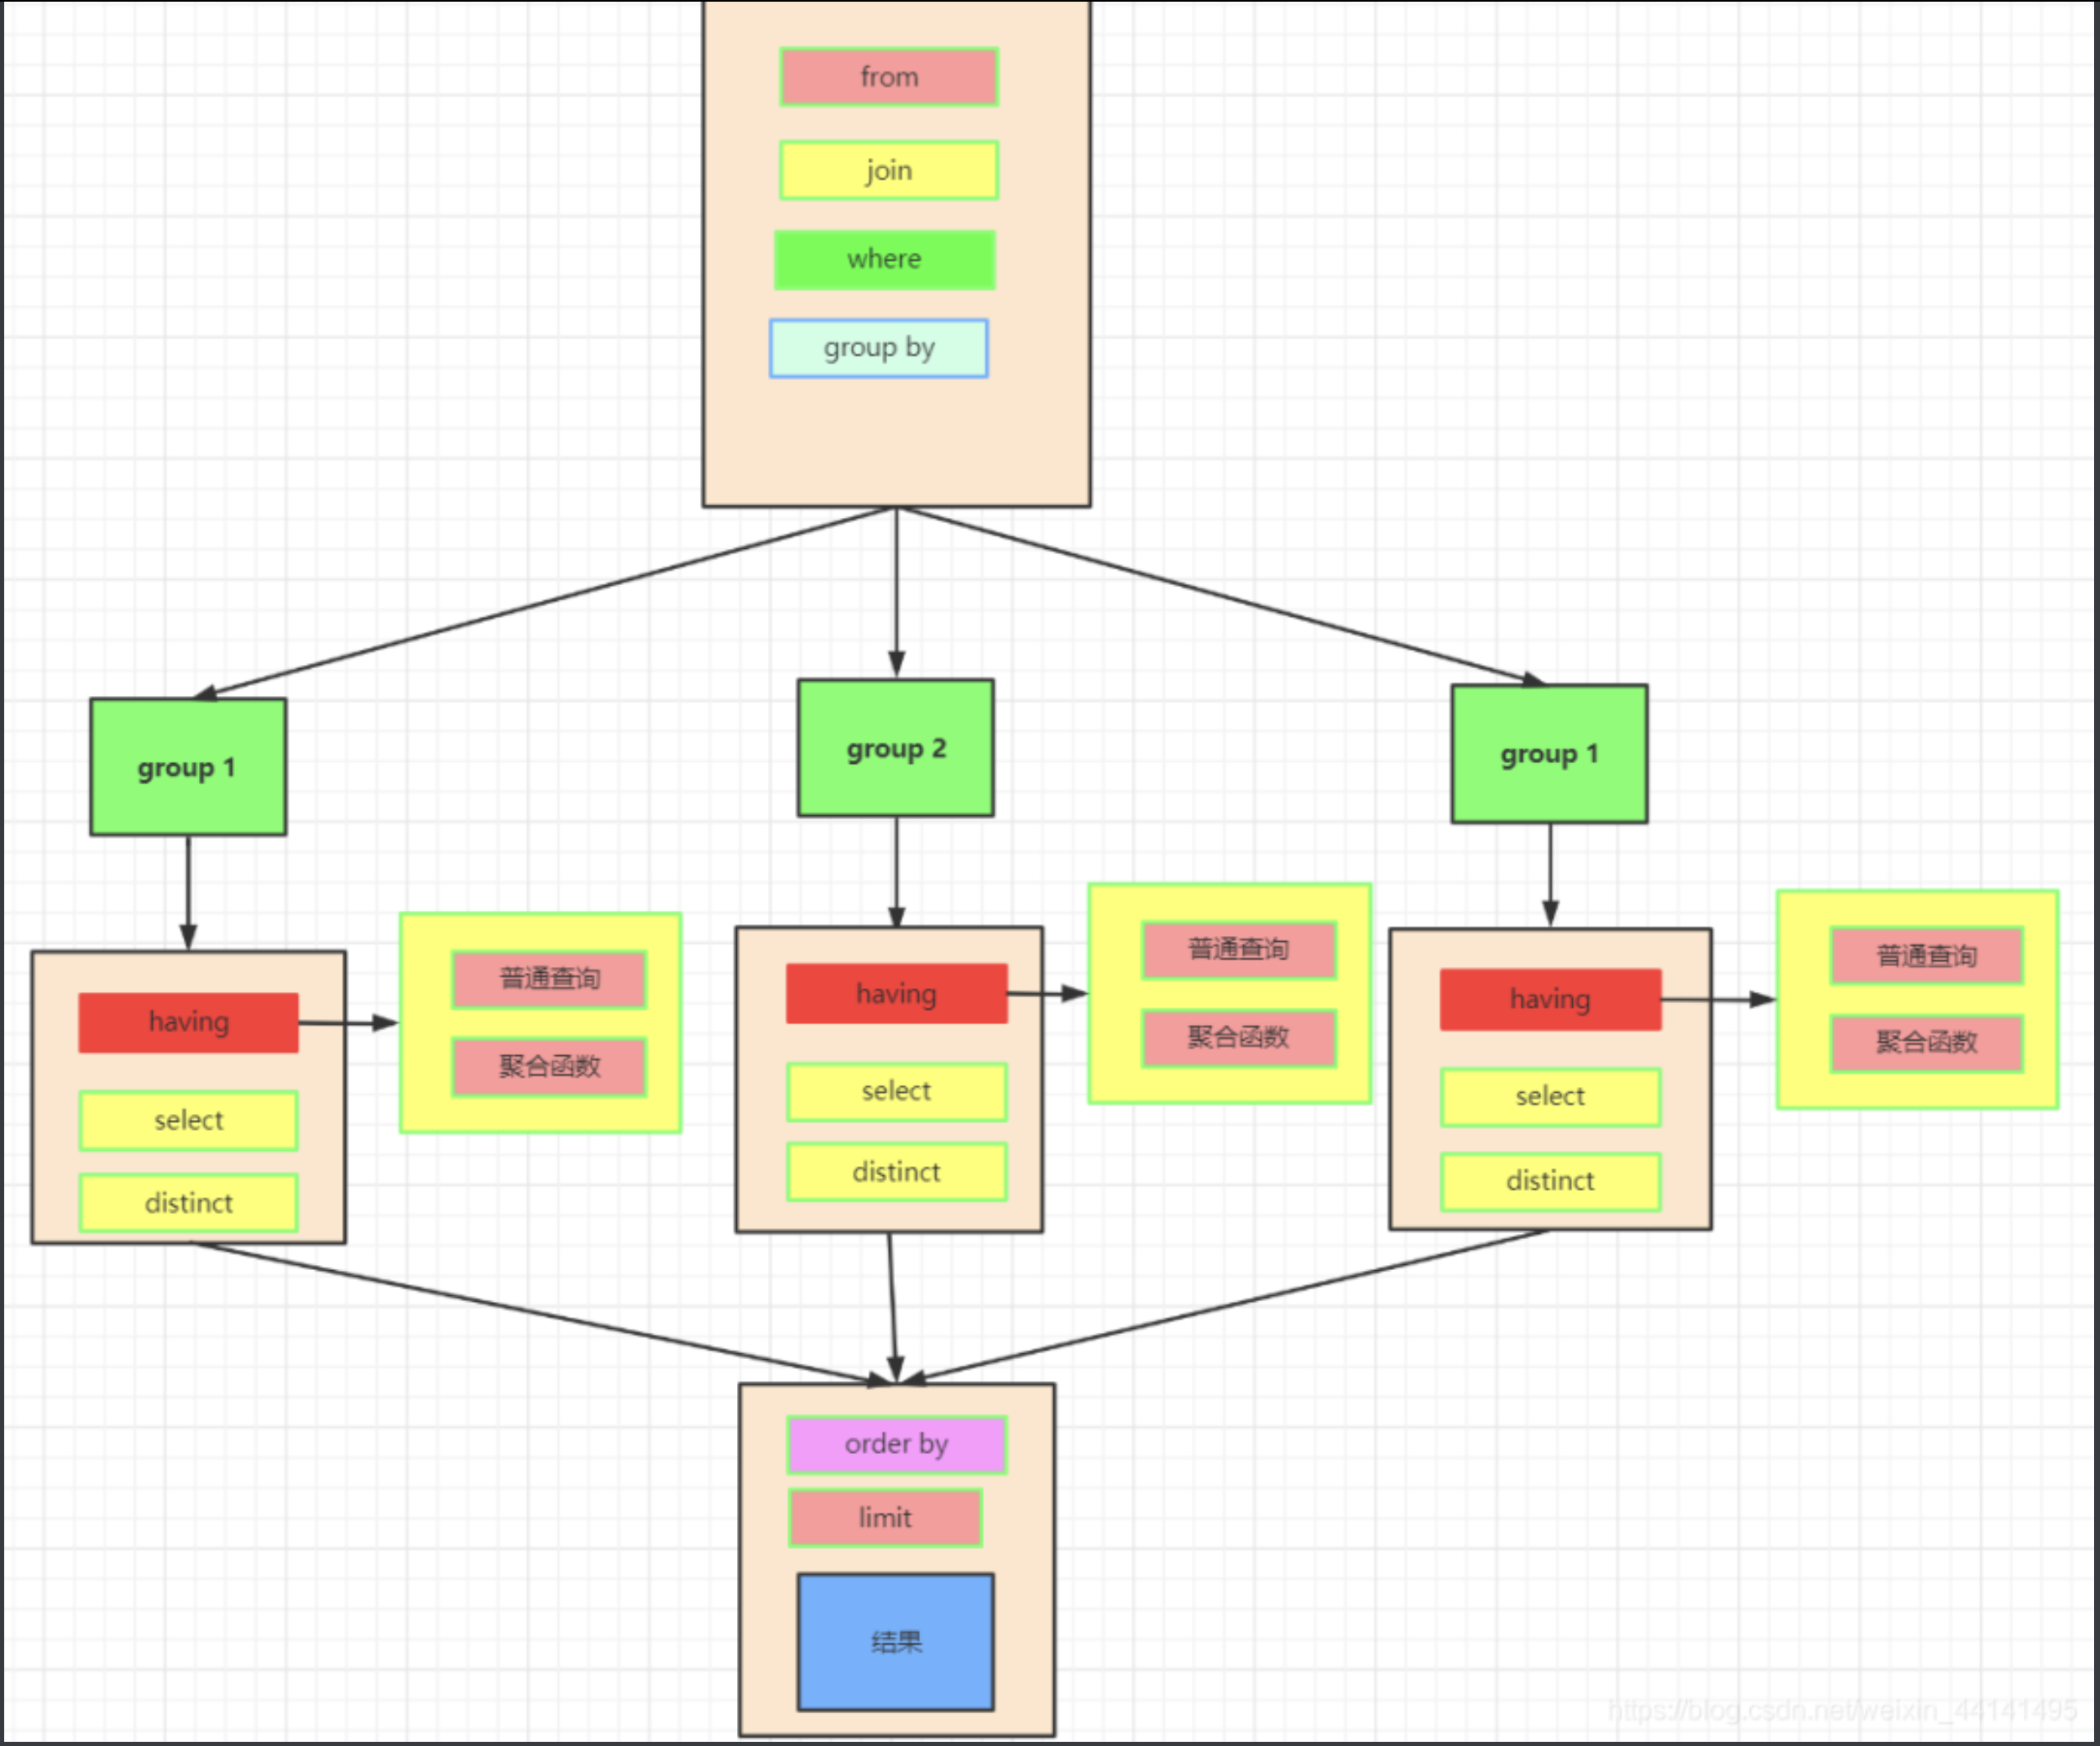 from
join
where
group by
group 1
group 2
group 1
having
select
distinct
普通查询
聚合函数
having
select
distinct
普通查询
聚合函数
having
select
distinct
普通查询
聚合函数
order by
limit
结果
https://blog.csdn.net/weixin_44141495